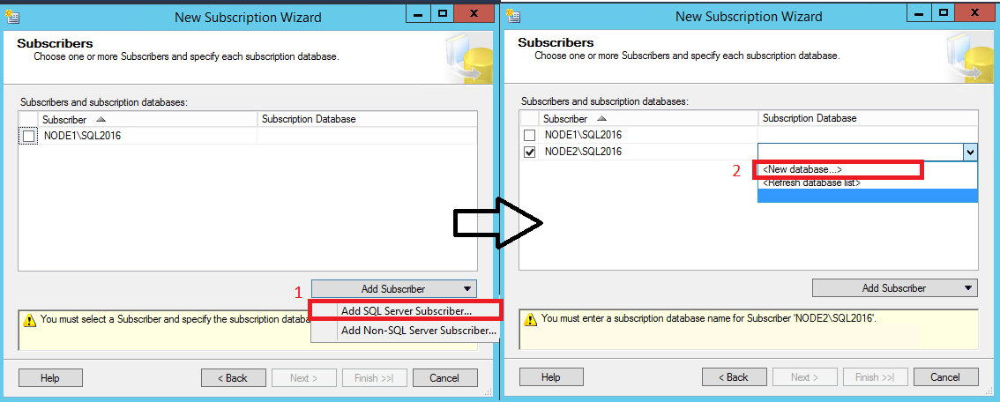 New Subscription Wizard
Subscribers
Choose one or more Subscribers and specify each subscription database.
Subscribers and subscription databases:
Subscriber Subscription Database
NODE1\SQL2016
1 Add Subscriber
Add SQL Server Subscriber...
Add Non-SQL Server Subscriber...
You must select a Subscriber and specify the subscription datab
Help < Back Next > Finish >>| Cancel
New Subscription Wizard
Subscribers
Choose one or more Subscribers and specify each subscription database.
Subscribers and subscription databases:
Subscriber Subscription Database
NODE1\SQL2016
NODE2\SQL2016
2 <New database...>
<Refresh database list>
Add Subscriber
You must enter a subscription database name for Subscriber 'NODE2\SQL2016'.
Help < Back Next > Finish >>| Cancel